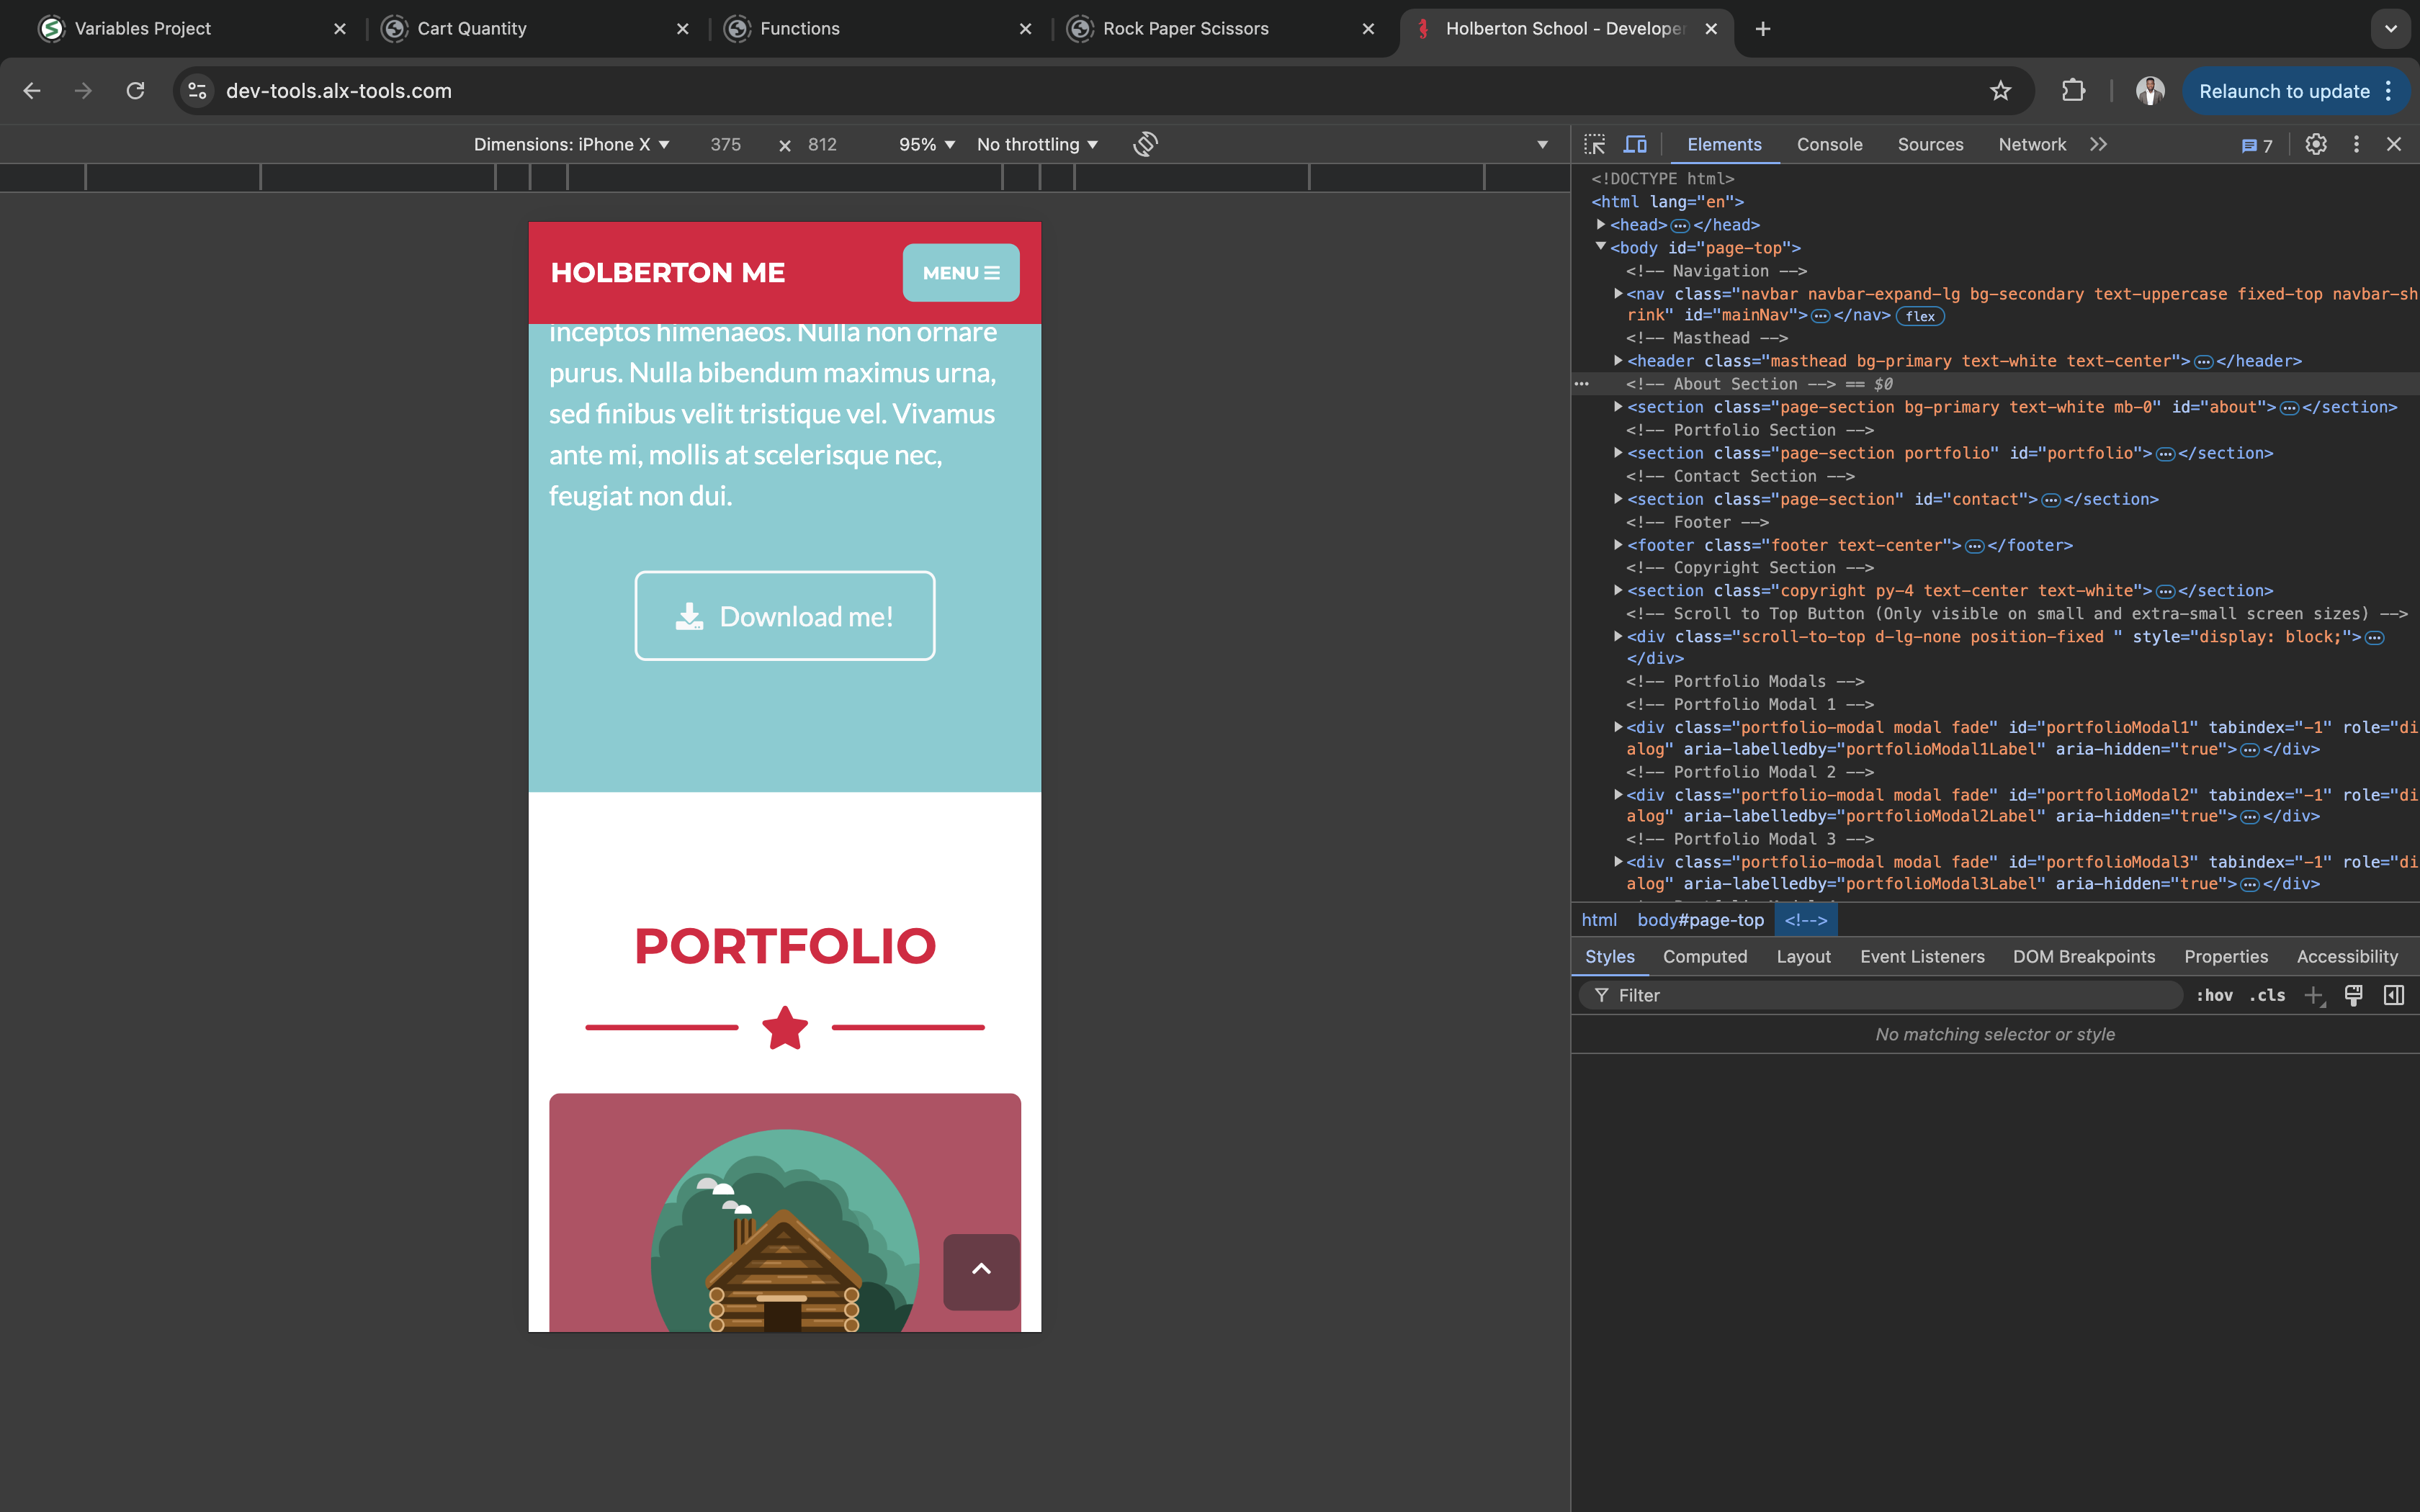 Variables Project
Cart Quantity
Functions
Rock Paper Scissors
Holberton School - Developer
dev-tools.alx-tools.com
Relaunch to update
Dimensions: iPhone X 375 × 812 95% No throttling
HOLBERTON ME
MENU
inceptos himenaeos. Nulla non ornare
purus. Nulla bibendum maximus urna,
sed finibus velit tristique vel. Vivamus
ante mi, mollis at scelerisque nec,
feugiat non dui.
Download me!
PORTFOLIO
Elements Console Sources Network 7
<!DOCTYPE html>
<html lang="en">
<head> ··· </head>
<body id="page-top">
<!-- Navigation -->
<nav class="navbar navbar-expand-lg bg-secondary text-uppercase fixed-top navbar-sh
rink" id="mainNav"> ··· </nav> flex
<!-- Masthead -->
<header class="masthead bg-primary text-white text-center"> ··· </header>
··· <!-- About Section --> == $0
<section class="page-section bg-primary text-white mb-0" id="about"> ··· </section>
<!-- Portfolio Section -->
<section class="page-section portfolio" id="portfolio"> ··· </section>
<!-- Contact Section -->
<section class="page-section" id="contact"> ··· </section>
<!-- Footer -->
<footer class="footer text-center"> ··· </footer>
<!-- Copyright Section -->
<section class="copyright py-4 text-center text-white"> ··· </section>
<!-- Scroll to Top Button (Only visible on small and extra-small screen sizes) -->
<div class="scroll-to-top d-lg-none position-fixed " style="display: block;"> ···
</div>
<!-- Portfolio Modals -->
<!-- Portfolio Modal 1 -->
<div class="portfolio-modal modal fade" id="portfolioModal1" tabindex="-1" role="di
alog" aria-labelledby="portfolioModal1Label" aria-hidden="true"> ··· </div>
<!-- Portfolio Modal 2 -->
<div class="portfolio-modal modal fade" id="portfolioModal2" tabindex="-1" role="di
alog" aria-labelledby="portfolioModal2Label" aria-hidden="true"> ··· </div>
<!-- Portfolio Modal 3 -->
<div class="portfolio-modal modal fade" id="portfolioModal3" tabindex="-1" role="di
alog" aria-labelledby="portfolioModal3Label" aria-hidden="true"> ··· </div>
html body#page-top <!-->
Styles Computed Layout Event Listeners DOM Breakpoints Properties Accessibility
Filter :hov .cls
No matching selector or style